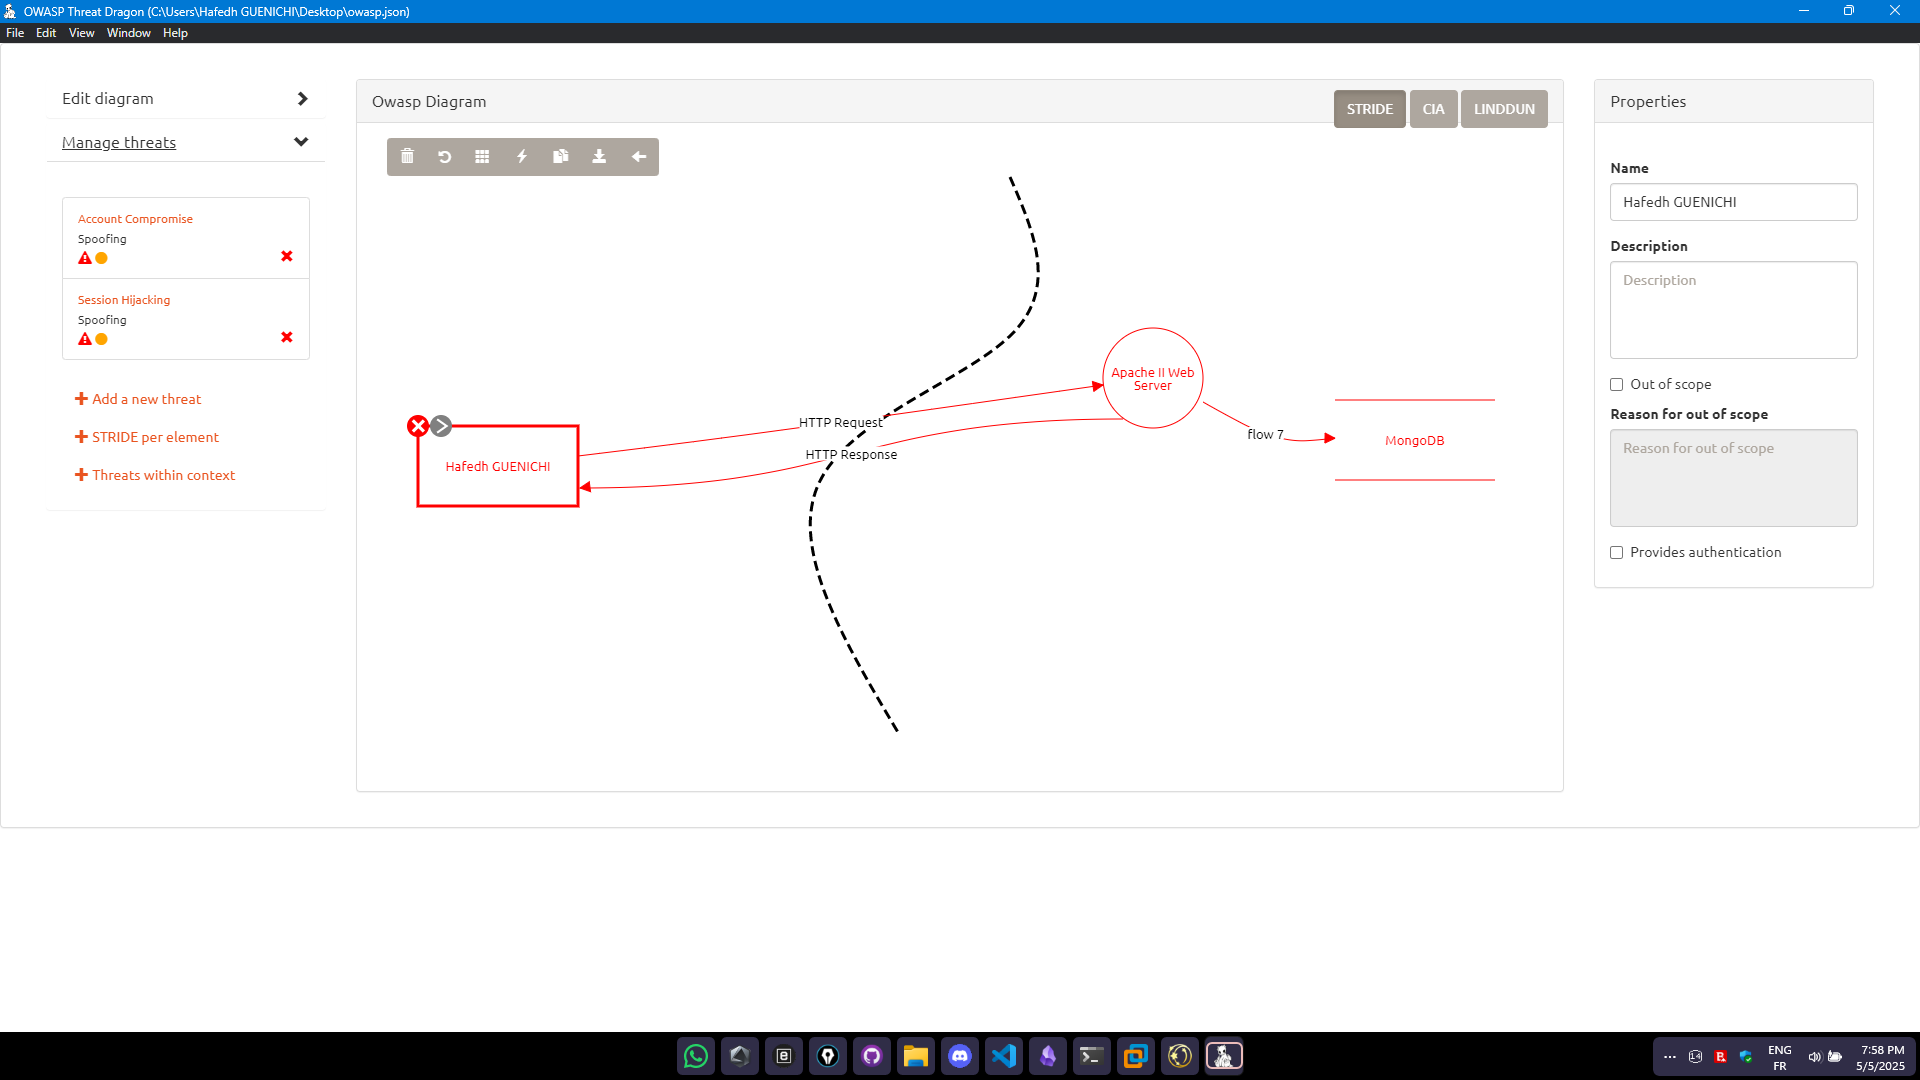 OWASP Threat Dragon (C:\Users\Hafedh GUENICHI\Desktop\owasp.json)
File Edit View Window Help
Edit diagram
Manage threats
Account Compromise
Spoofing
Session Hijacking
Spoofing
Add a new threat
STRIDE per element
Threats within context
Owasp Diagram
STRIDE CIA LINDDUN
Apache II Web
Server
HTTP Request
flow 7
MongoDB
HTTP Response
Hafedh GUENICHI
Properties
Name
Hafedh GUENICHI
Description
Description
Out of scope
Reason for out of scope
Reason for out of scope
Provides authentication
ENG
FR
7:58 PM
5/5/2025